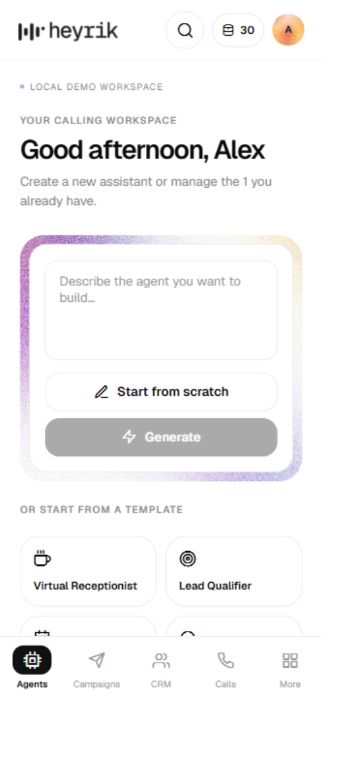 heyrik
30
A
LOCAL DEMO WORKSPACE
YOUR CALLING WORKSPACE
Good afternoon, Alex
Create a new assistant or manage the 1 you
already have.
Describe the agent you want to
build...
Start from scratch
Generate
OR START FROM A TEMPLATE
Virtual Receptionist
Lead Qualifier
Agents
Campaigns
CRM
Calls
More